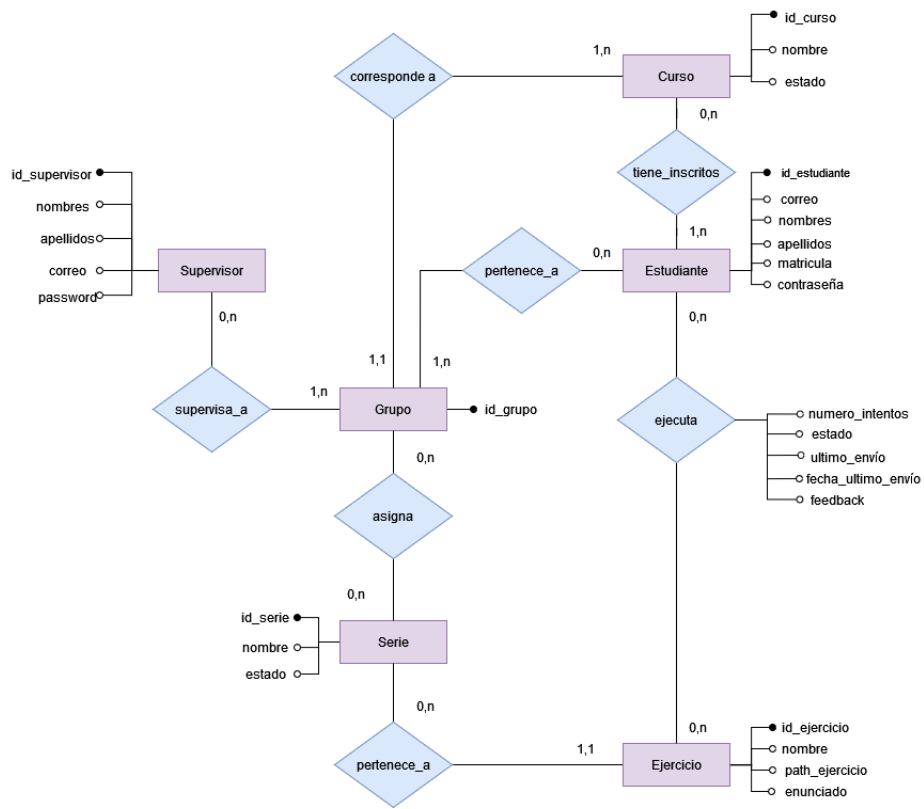 id_curso
corresponde a
1,n
Curso
nombre
estado
0,n
id_supervisor
nombres
apellidos
correo
password
Supervisor
tiene_inscritos
id_estudiante
correo
nombres
apellidos
matricula
contraseña
1,n
pertenece_a
0,n
Estudiante
0,n
0,n
1,1
1,n
supervisa_a
1,n
Grupo
id_grupo
ejecuta
numero_intentos
estado
ultimo_envío
fecha_ultimo_envío
feedback
0,n
asigna
0,n
id_serie
nombre
estado
Serie
0,n
0,n
pertenece_a
1,1
Ejercicio
id_ejercicio
nombre
path_ejercicio
enunciado